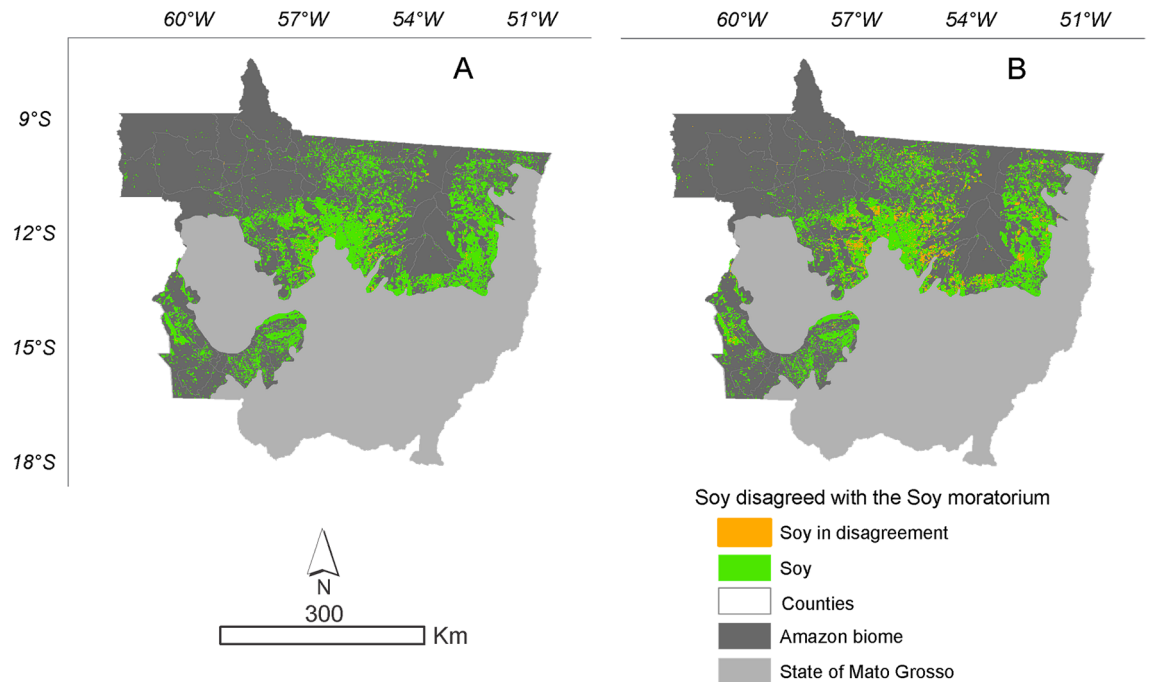 60°W 57°W 54°W 51°W 60°W 57°W 54°W 51°W
A B
9°S
12°S
15°S
18°S
Soy disagreed with the Soy moratorium
Soy in disagreement
Soy
Counties
Amazon biome
State of Mato Grosso
N
300
Km